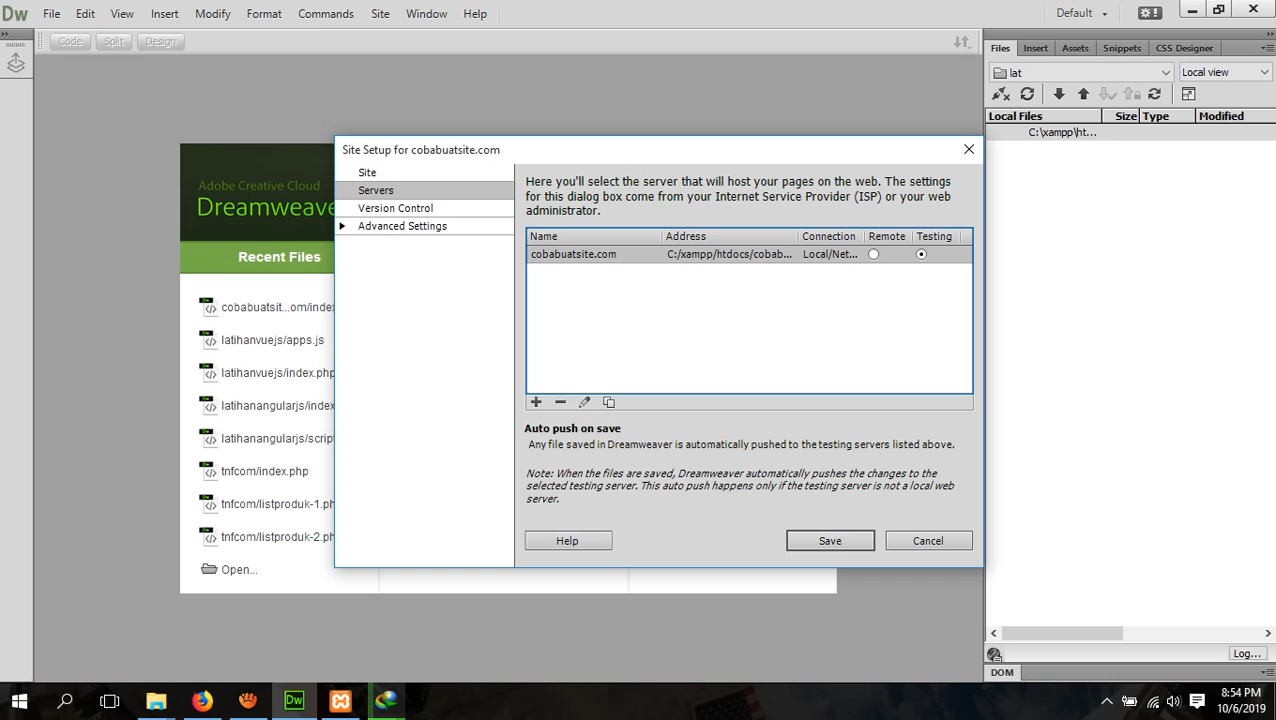 Dw File Edit View Insert Modify Format Commands Site Window Help Default
Code Split Design
Files Insert Assets Snippets CSS Designer
lat Local view
Local Files Size Type Modified
C:\xampp\ht...
Adobe Creative Cloud
Dreamweave
Recent Files
cobabuatsit...om/index
latihanvuejs/apps.js
latihanvuejs/index.php
latihanangularjs/index
latihanangularjs/script
tnfcom/index.php
tnfcom/listproduk-1.ph
tnfcom/listproduk-2.ph
Open...
Site Setup for cobabuatsite.com
Site
Servers
Version Control
Advanced Settings
Here you'll select the server that will host your pages on the web. The settings
for this dialog box come from your Internet Service Provider (ISP) or your web
administrator.
Name Address Connection Remote Testing
cobabuatsite.com C:/xampp/htdocs/cobab... Local/Net...
Auto push on save
Any file saved in Dreamweaver is automatically pushed to the testing servers listed above.
Note: When the files are saved, Dreamweaver automatically pushes the changes to the
selected testing server. This auto push happens only if the testing server is not a local web
server.
Help Save Cancel
Log...
DOM
Dw
8:54 PM
10/6/2019